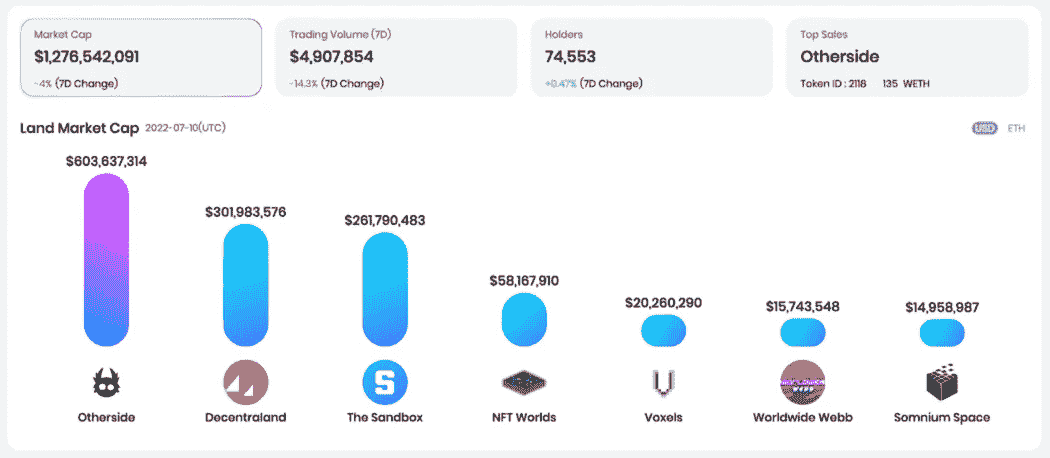 Market Cap
$1,276,542,091
-4% (7D Change)
Trading Volume (7D)
$4,907,854
-14.3% (7D Change)
Holders
74,553
+0.47% (7D Change)
Top Sales
Otherside
Token ID : 2118 135 WETH
Land Market Cap 2022-07-10(UTC)
USD ETH
$603,637,314
$301,983,576
$261,790,483
$58,167,910
$20,260,290
$15,743,548
$14,958,987
S
Otherside
Decentraland
The Sandbox
NFT Worlds
Voxels
Worldwide Webb
Somnium Space